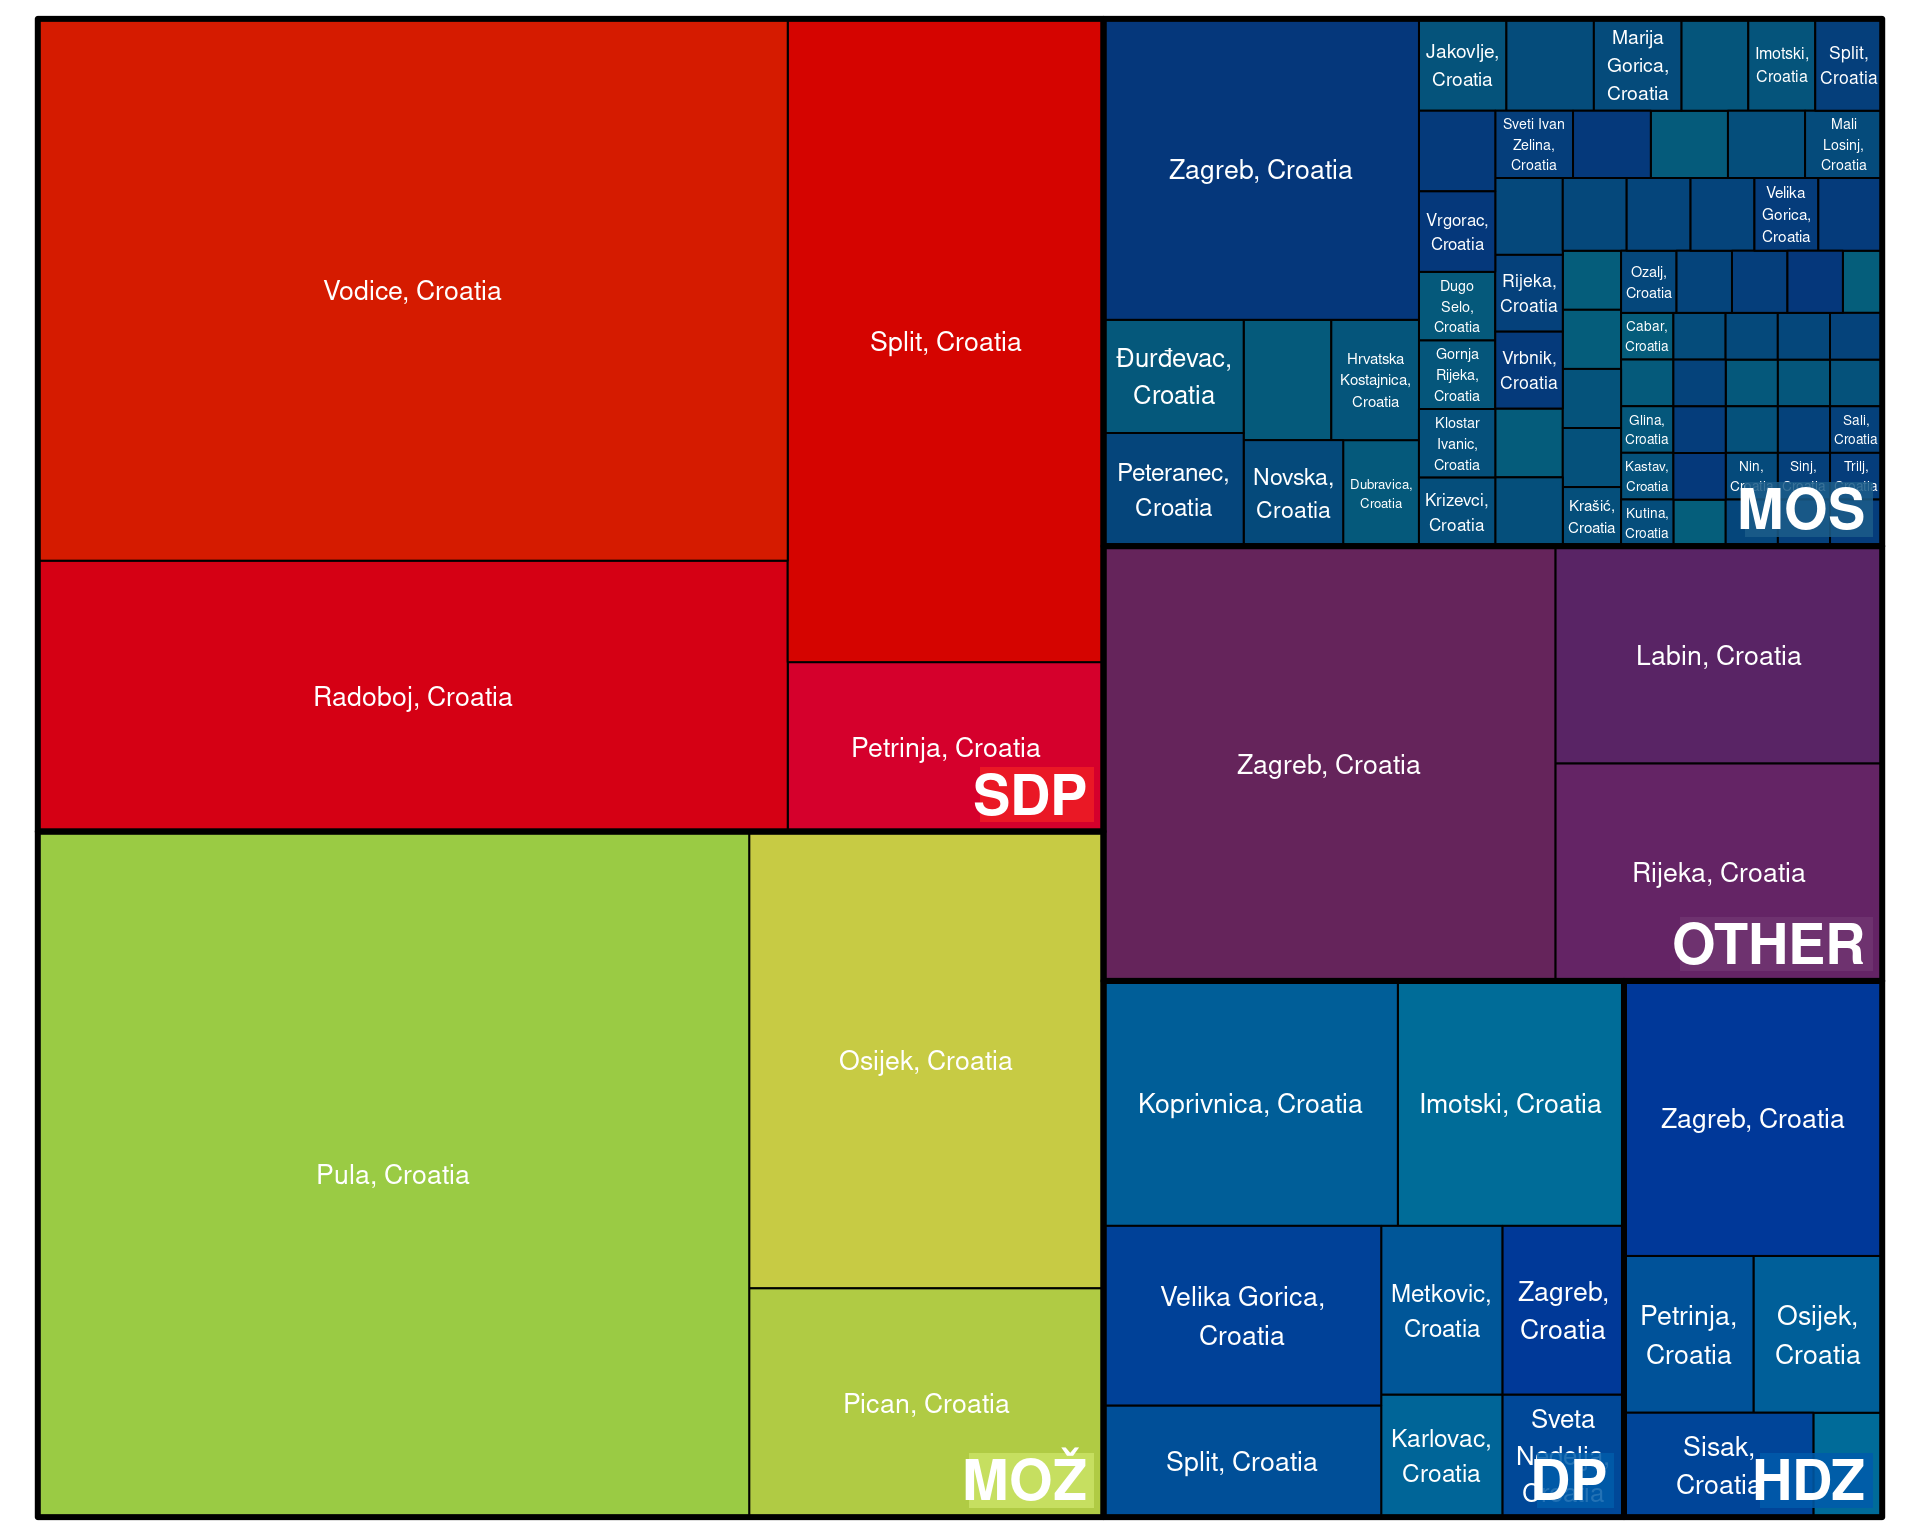 Vodice, Croatia
Split, Croatia
Radoboj, Croatia
Petrinja, Croatia
SDP
Pula, Croatia
Osijek, Croatia
Pican, Croatia
MOŽ
Zagreb, Croatia
Đurđevac,
Croatia
Peteranec,
Croatia
Hrvatska
Kostajnica,
Croatia
Novska,
Croatia
Dubravica,
Croatia
Jakovlje,
Croatia
Marija
Gorica,
Croatia
Imotski,
Croatia
Split,
Croatia
Sveti Ivan
Zelina,
Croatia
Mali
Losinj,
Croatia
Vrgorac,
Croatia
Velika
Gorica,
Croatia
Dugo
Selo,
Croatia
Rijeka,
Croatia
Ozalj,
Croatia
Gornja
Rijeka,
Croatia
Vrbnik,
Croatia
Cabar,
Croatia
Klostar
Ivanic,
Croatia
Glina,
Croatia
Sali,
Croatia
Krizevci,
Croatia
Krašić,
Croatia
Kastav,
Croatia
Nin,
Croatia
Sinj,
Croatia
Trilj,
Croatia
Kutina,
Croatia
MOS
Zagreb, Croatia
Labin, Croatia
Rijeka, Croatia
OTHER
Koprivnica, Croatia
Imotski, Croatia
Velika Gorica,
Croatia
Metkovic,
Croatia
Zagreb,
Croatia
Split, Croatia
Karlovac,
Croatia
Sveta
Nedelja,
Croatia
DP
Zagreb, Croatia
Petrinja,
Croatia
Osijek,
Croatia
Sisak,
Croatia
HDZ